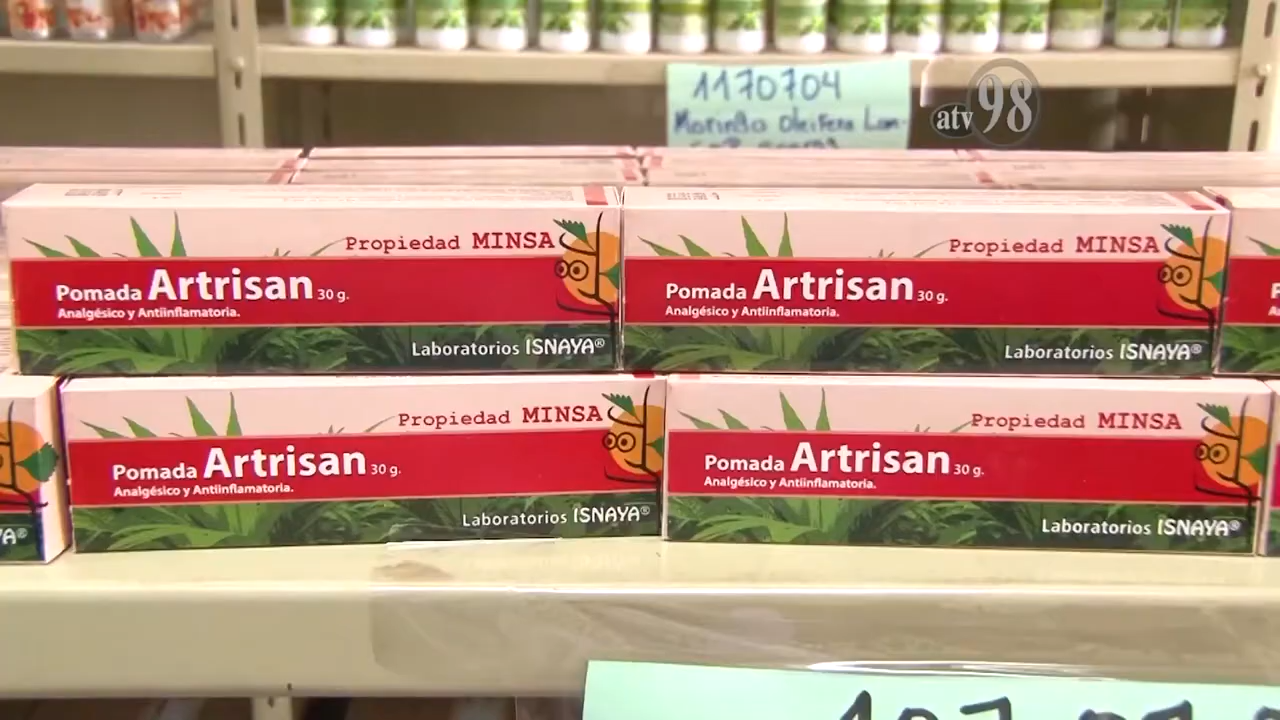 1170704
atv 98
Propiedad MINSA
Pomada Artrisan 30 g.
Analgésico y Antiinflamatoria.
Laboratorios ISNAYA®
Propiedad MINSA
Pomada Artrisan 30 g.
Analgésico y Antiinflamatoria.
Laboratorios ISNAYA®
YA®
Propiedad MINSA
Pomada Artrisan 30 g.
Analgésico y Antiinflamatoria.
Laboratorios ISNAYA®
Propiedad MINSA
Pomada Artrisan 30 g.
Analgésico y Antiinflamatoria.
Laboratorios ISNAYA®